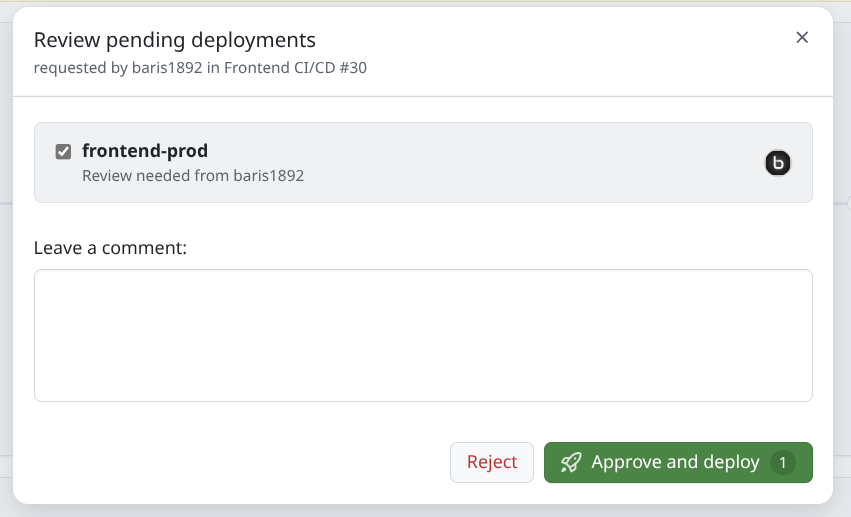 Review pending deployments
requested by baris1892 in Frontend CI/CD #30
frontend-prod
Review needed from baris1892
b
Leave a comment:
Reject
Approve and deploy 1